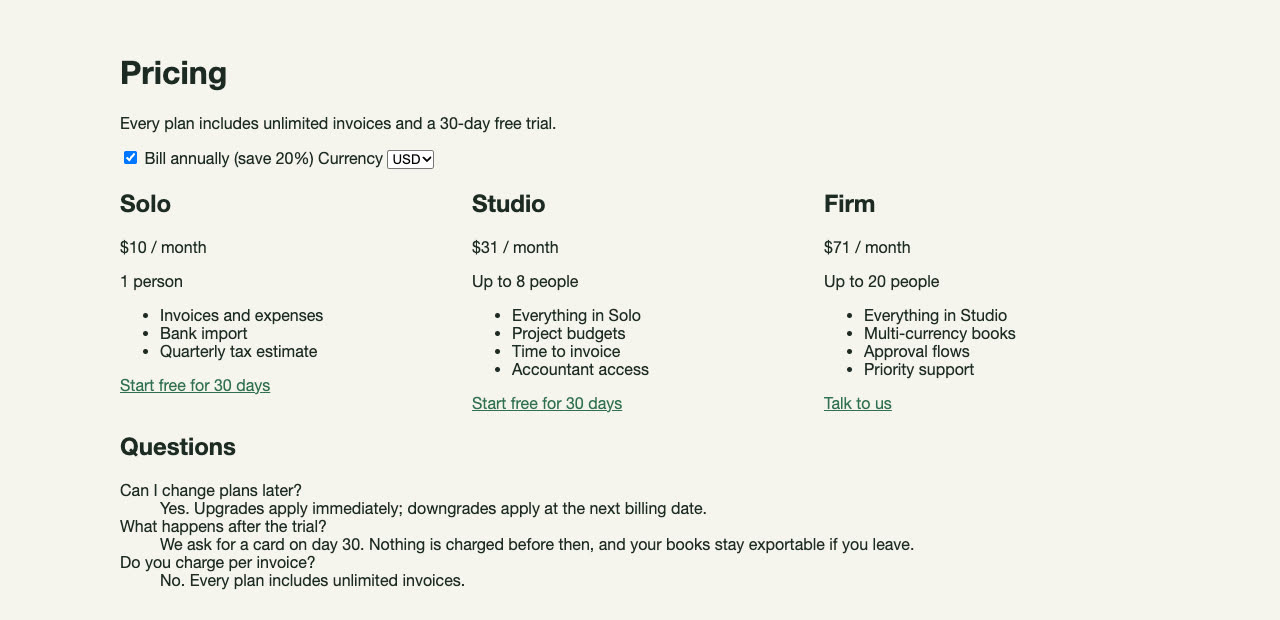 Pricing
Every plan includes unlimited invoices and a 30-day free trial.
Bill annually (save 20%) Currency USD
Solo
$10 / month
1 person
• Invoices and expenses
• Bank import
• Quarterly tax estimate
Start free for 30 days
Studio
$31 / month
Up to 8 people
• Everything in Solo
• Project budgets
• Time to invoice
• Accountant access
Start free for 30 days
Firm
$71 / month
Up to 20 people
• Everything in Studio
• Multi-currency books
• Approval flows
• Priority support
Talk to us
Questions
Can I change plans later?
Yes. Upgrades apply immediately; downgrades apply at the next billing date.
What happens after the trial?
We ask for a card on day 30. Nothing is charged before then, and your books stay exportable if you leave.
Do you charge per invoice?
No. Every plan includes unlimited invoices.